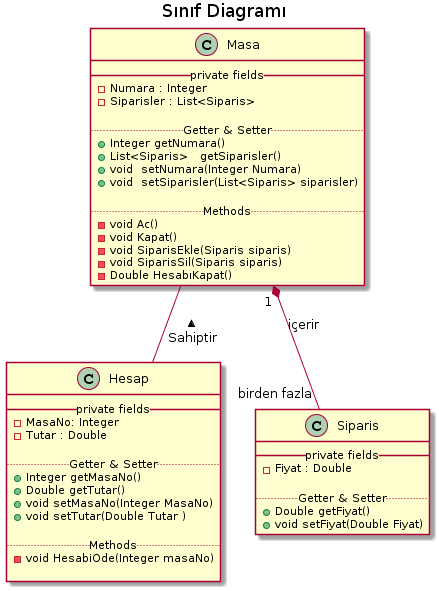 Sınıf Diagramı
C Masa
private fields
Numara : Integer
Siparisler : List<Siparis>
Getter & Setter
Integer getNumara()
List<Siparis> getSiparisler()
void setNumara(Integer Numara)
void setSiparisler(List<Siparis> siparisler)
Methods
void Ac()
void Kapat()
void SiparisEkle(Siparis siparis)
void SiparisSil(Siparis siparis)
Double HesabıKapat()
1
Sahiptir
içerir
birden fazla
C Hesap
private fields
MasaNo: Integer
Tutar : Double
Getter & Setter
Integer getMasaNo()
Double getTutar()
void setMasaNo(Integer MasaNo)
void setTutar(Double Tutar )
Methods
void HesabiOde(Integer masaNo)
C Siparis
private fields
Fiyat : Double
Getter & Setter
Double getFiyat()
void setFiyat(Double Fiyat)